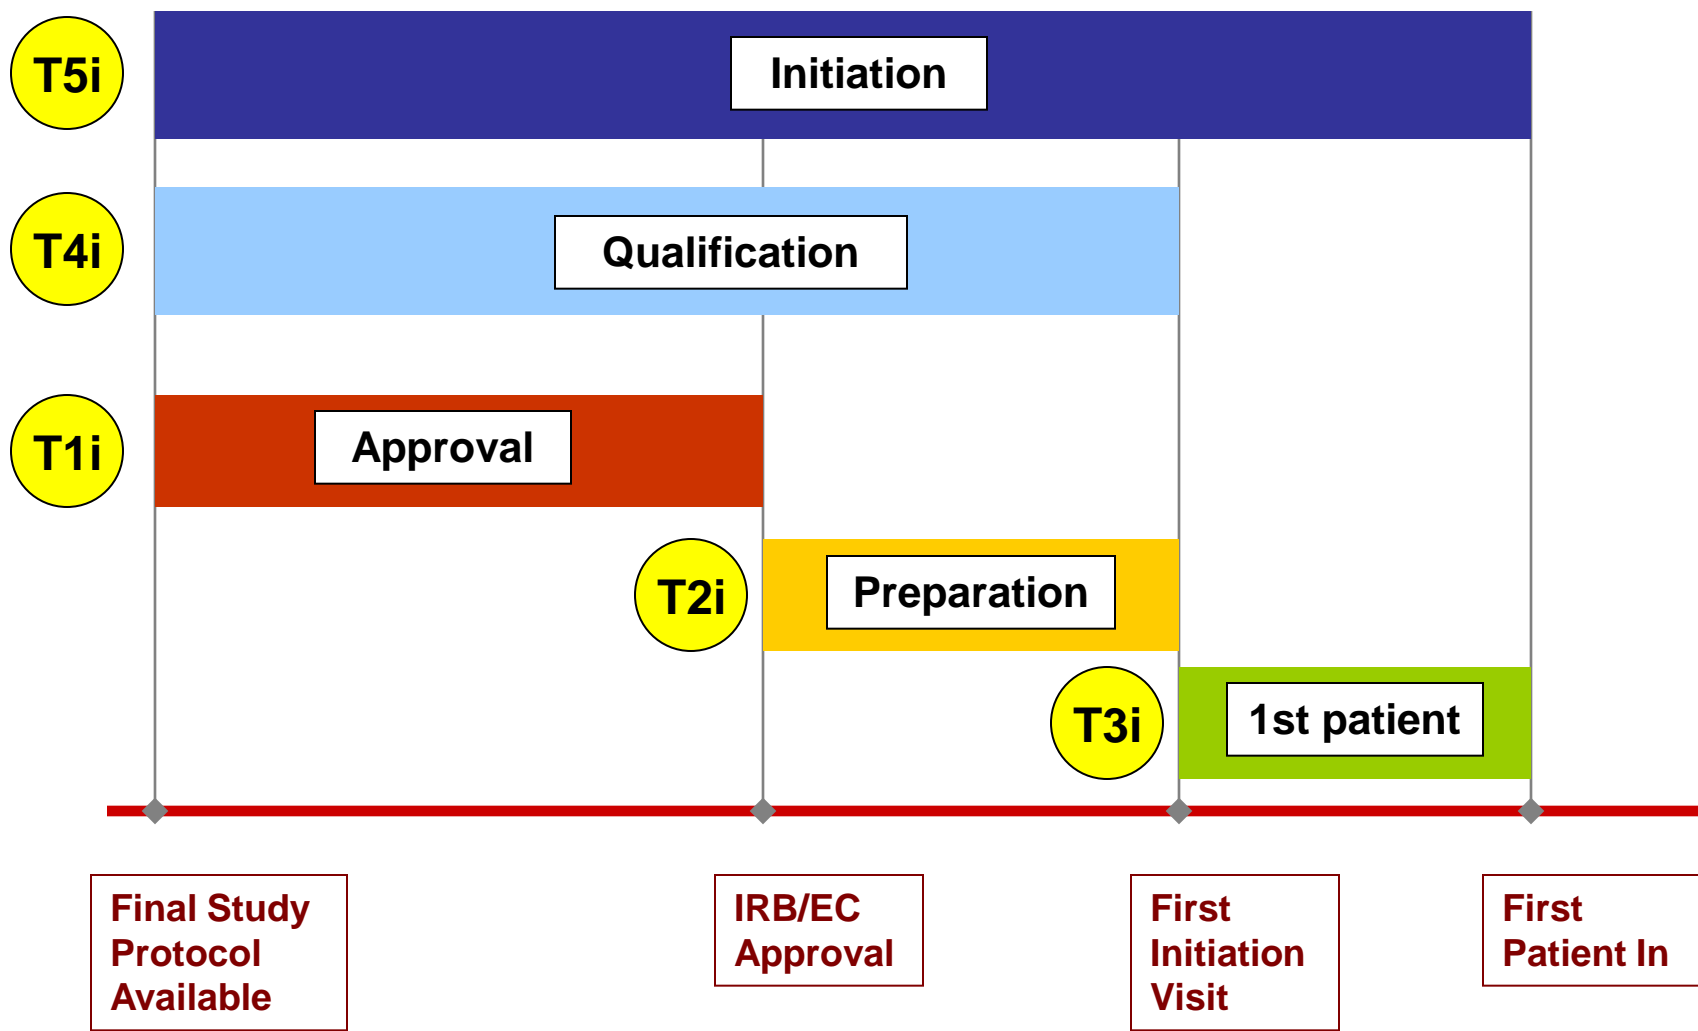 T5i
Initiation
T4i
Qualification
T1i
Approval
T2i
Preparation
T3i
1st patient
Final Study
Protocol
Available
IRB/EC
Approval
First
Initiation
Visit
First
Patient In